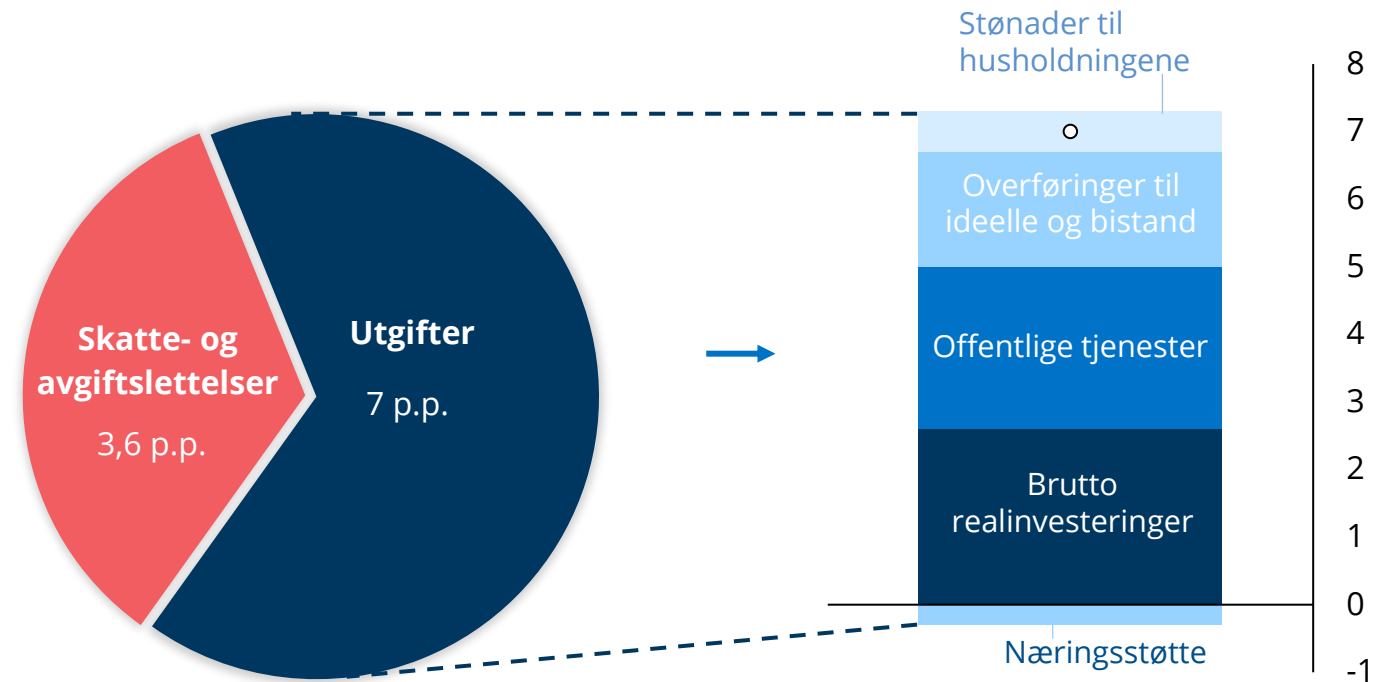 Skatte- og
avgiftslettelser
3,6 p.p.
Utgifter
7 p.p.
Stønader til
husholdningene
Overføringer til
ideelle og bistand
Offentlige tjenester
Brutto
realinvesteringer
Næringsstøtte
8
7
6
5
4
3
2
1
0
-1